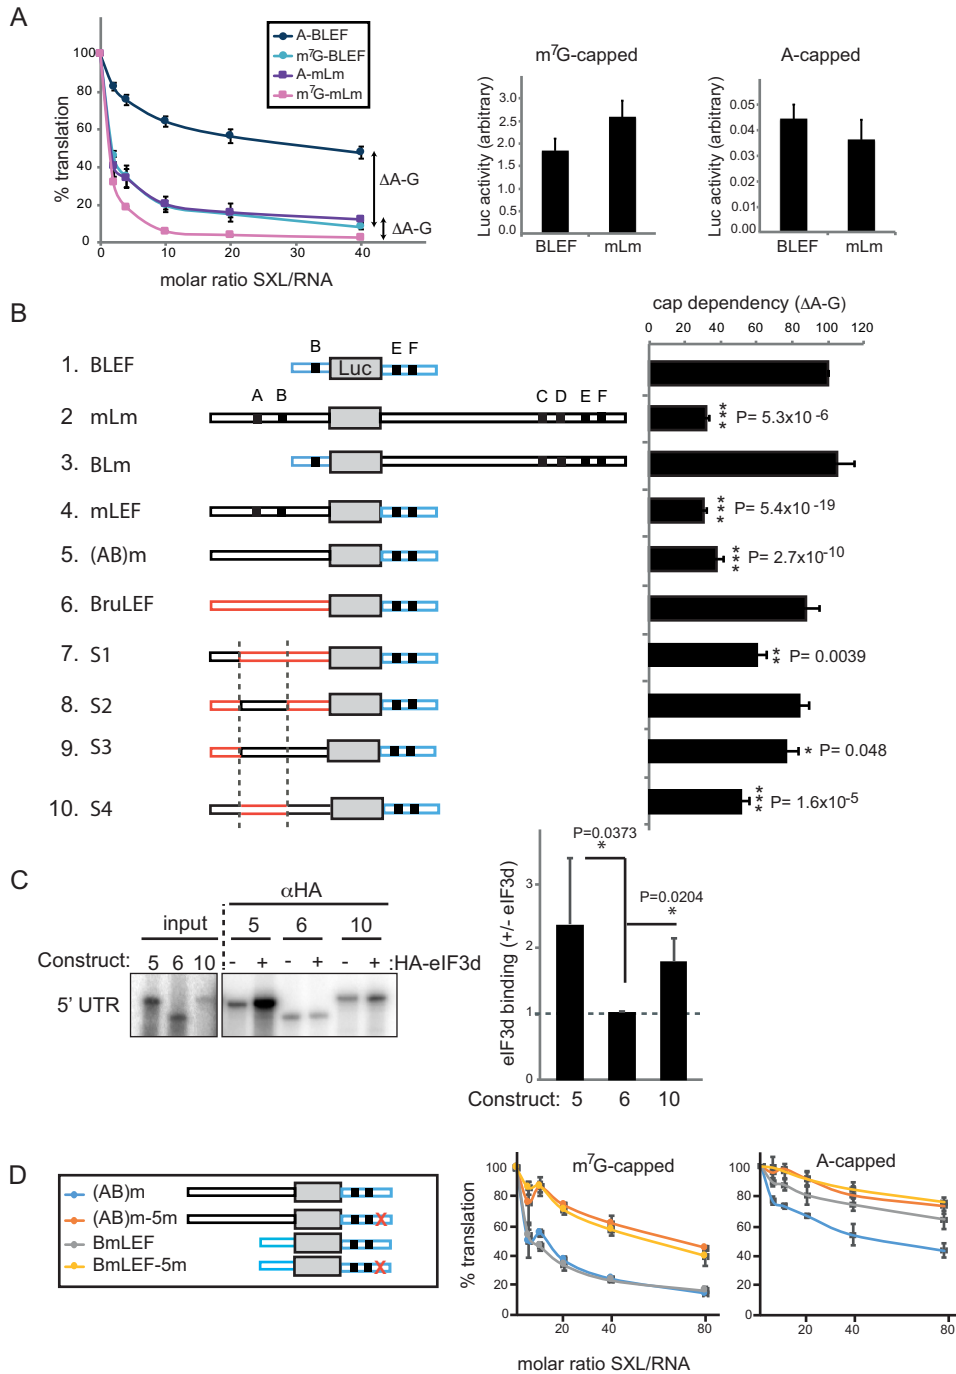 A
% translation
100
80
60
40
20
0
0 10 20 30 40
molar ratio SXL/RNA
A-BLEF
m⁷G-BLEF
A-mLm
m⁷G-mLm
ΔA-G
ΔA-G
m⁷G-capped
Luc activity (arbitrary)
3.0
2.5
2.0
1.5
1.0
0.5
0.0
BLEF mLm
A-capped
Luc activity (arbitrary)
0.05
0.04
0.03
0.02
0.01
0.00
BLEF mLm
B
cap dependency (ΔA-G)
0 40 80 120
1. BLEF
B Luc E F
2 mLm
A B C D E F
*** P= 5.3x10 -6
3. BLm
4. mLEF
*** P= 5.4x10 -19
5. (AB)m
*** P= 2.7x10-10
6. BruLEF
7. S1
** P= 0.0039
8. S2
9. S3
* P= 0.048
10. S4
*** P= 1.6x10-5
C
αHA
input 5 6 10
Construct: 5 6 10 - + - + - + :HA-eIF3d
5' UTR
eIF3d binding (+/- eIF3d)
3
2
1
0
P=0.0373
*
P=0.0204
*
Construct: 5 6 10
D
(AB)m
(AB)m-5m
X
BmLEF
BmLEF-5m
X
m⁷G-capped
% translation
100
80
60
40
20
0
20 40 80
A-capped
100
80
60
40
20
0
20 40 80
molar ratio SXL/RNA